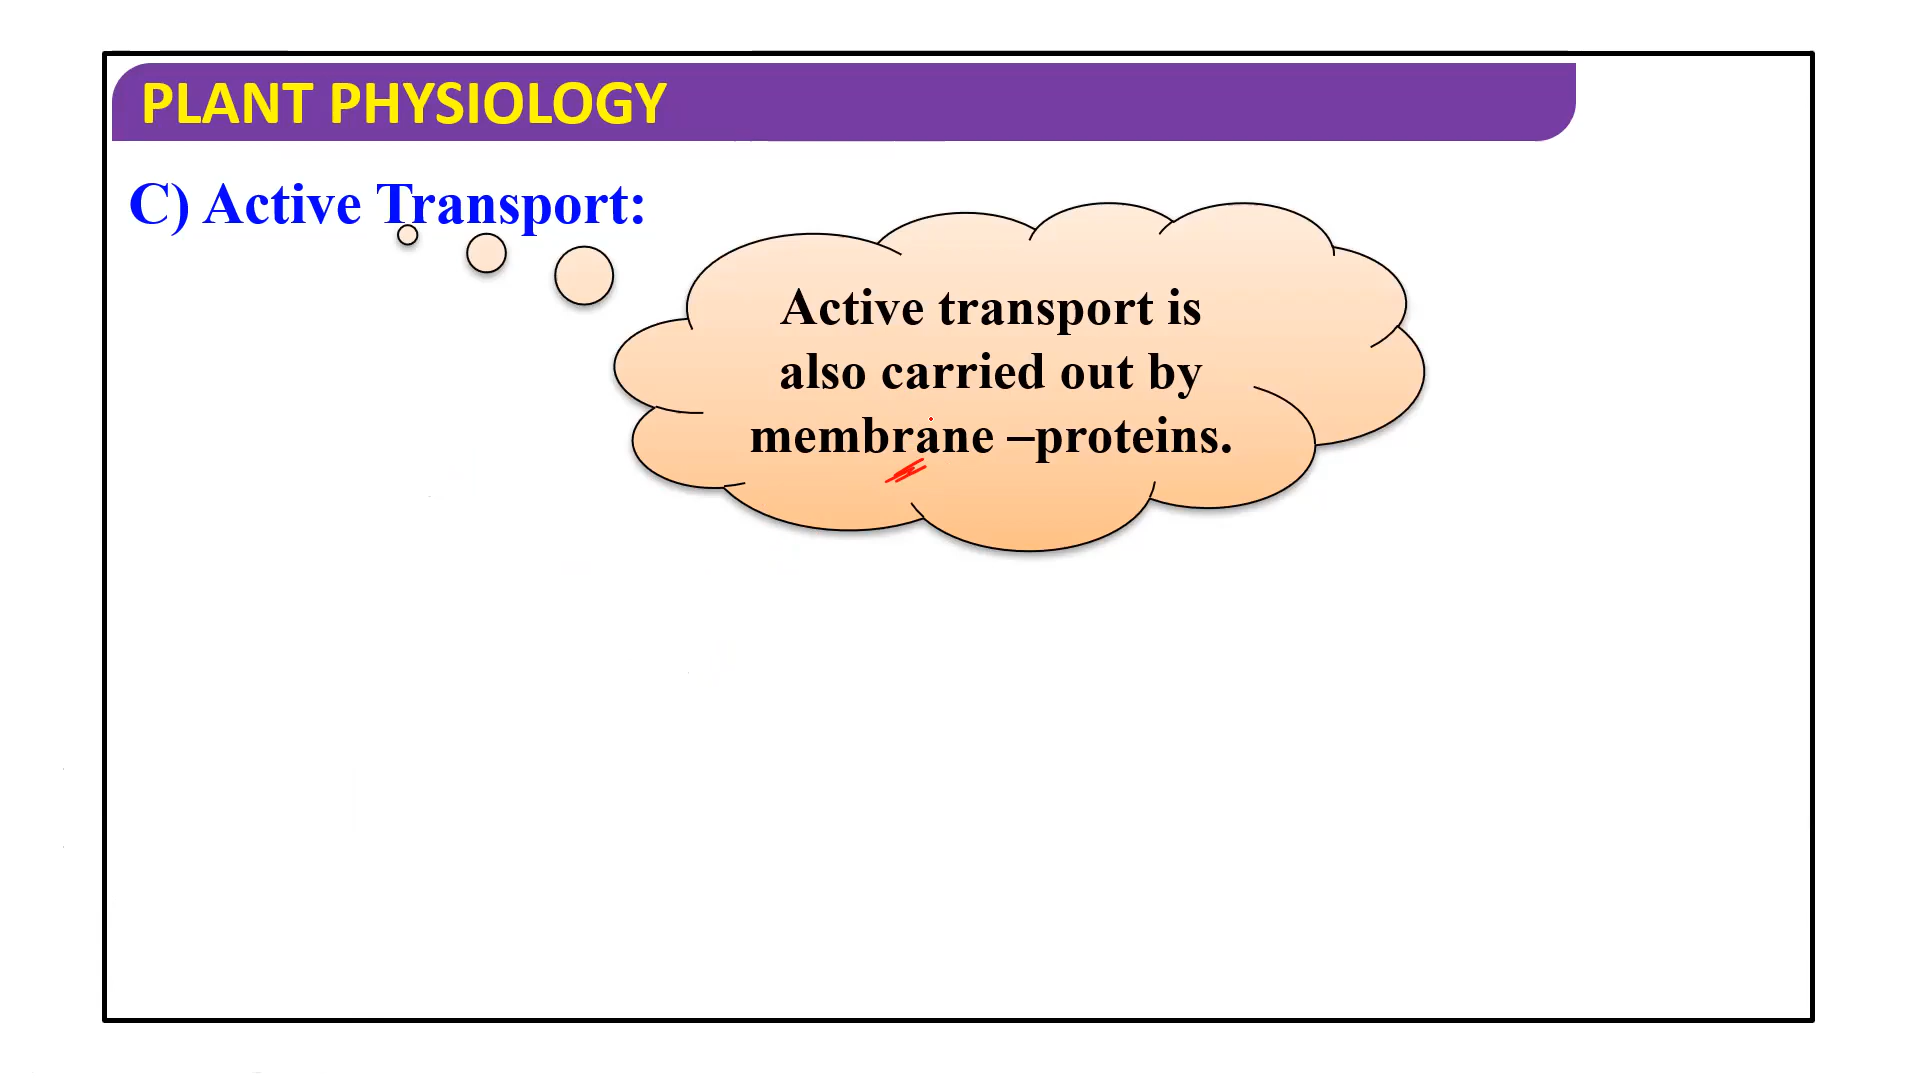 PLANT PHYSIOLOGY
C) Active Transport:
Active transport is
also carried out by
membrane –proteins.